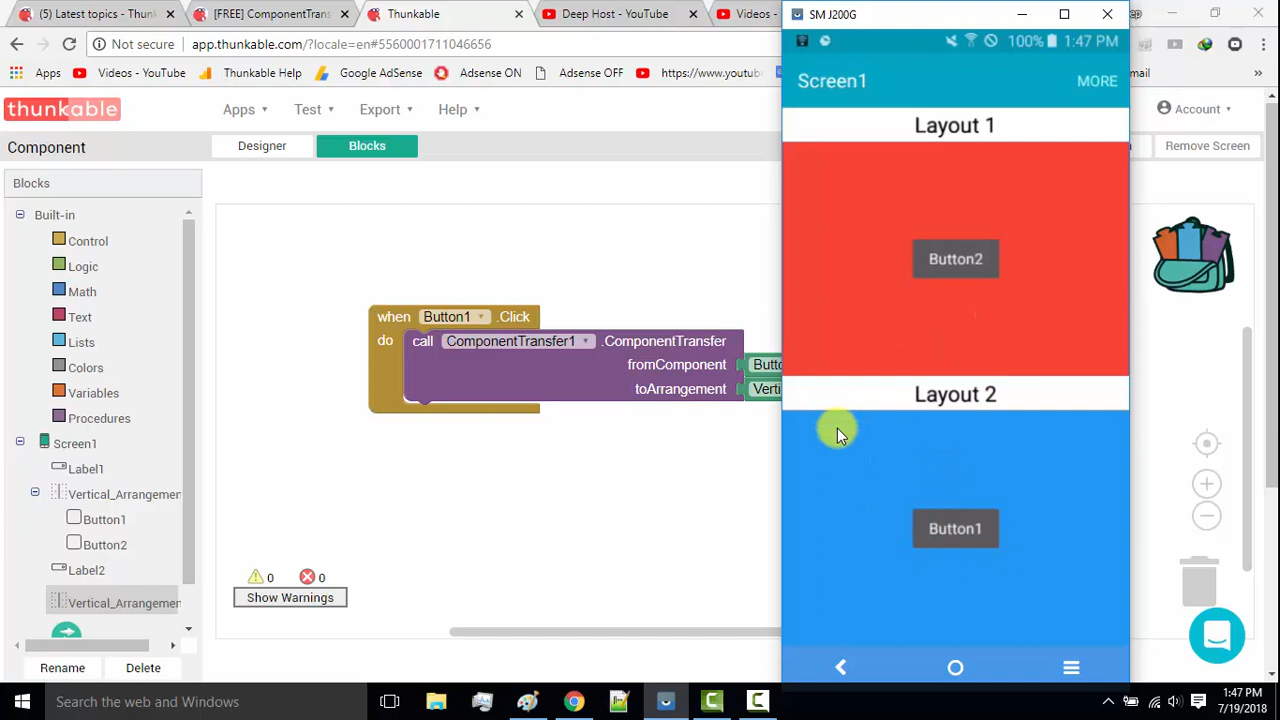 (5) Latest topics - Thunk
[FREE] ComponentTrans
Thunkable
Deep Host - YouTube
Videos -
SM J200G
Not secure
app.thunkable.com/?locale=en#5560001711046656
100%
1:47 PM
Apps
Videos - YouTube
Thunkable Help
Google AdSense
Adsense ON
Adsense OFF
https://www.youtub
mail
»
Screen1
MORE
thunkable
Apps
Test
Export
Help
Account
Layout 1
Component
Designer
Blocks
Remove Screen
Blocks
Built-in
Control
Logic
Math
Text
Lists
Colors
Variables
Procedures
Screen1
Label1
Vertical_Arrangemen
Button1
Button2
Label2
Vertical_Arrangemen
Rename
Delete
when Button1 .Click
do call ComponentTransfer1 .ComponentTransfer
fromComponent Butto
toArrangement Verti
0 0
Show Warnings
Button2
Layout 2
Button1
Search the web and Windows
1:47 PM
7/19/2018